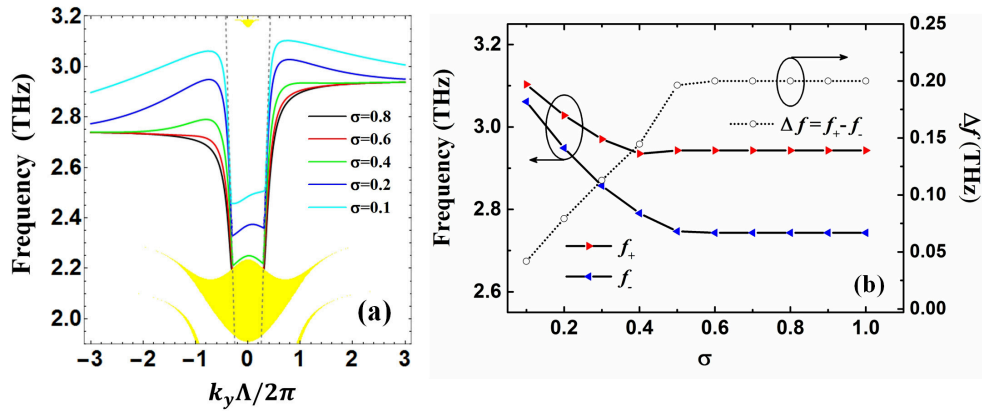 (a)
3.2
3.0
2.8
2.6
2.4
2.2
2.0
Frequency (THz)
σ=0.8
σ=0.6
σ=0.4
σ=0.2
σ=0.1
−3 −2 −1 0 1 2 3
k_yΛ/2π
(b)
3.2
3.0
2.8
2.6
Frequency (THz)
0.25
0.20
0.15
0.10
0.05
0.00
Δf(THz)
Δf=f₊-f₋
f₊
f₋
0.2 0.4 0.6 0.8 1.0
σ